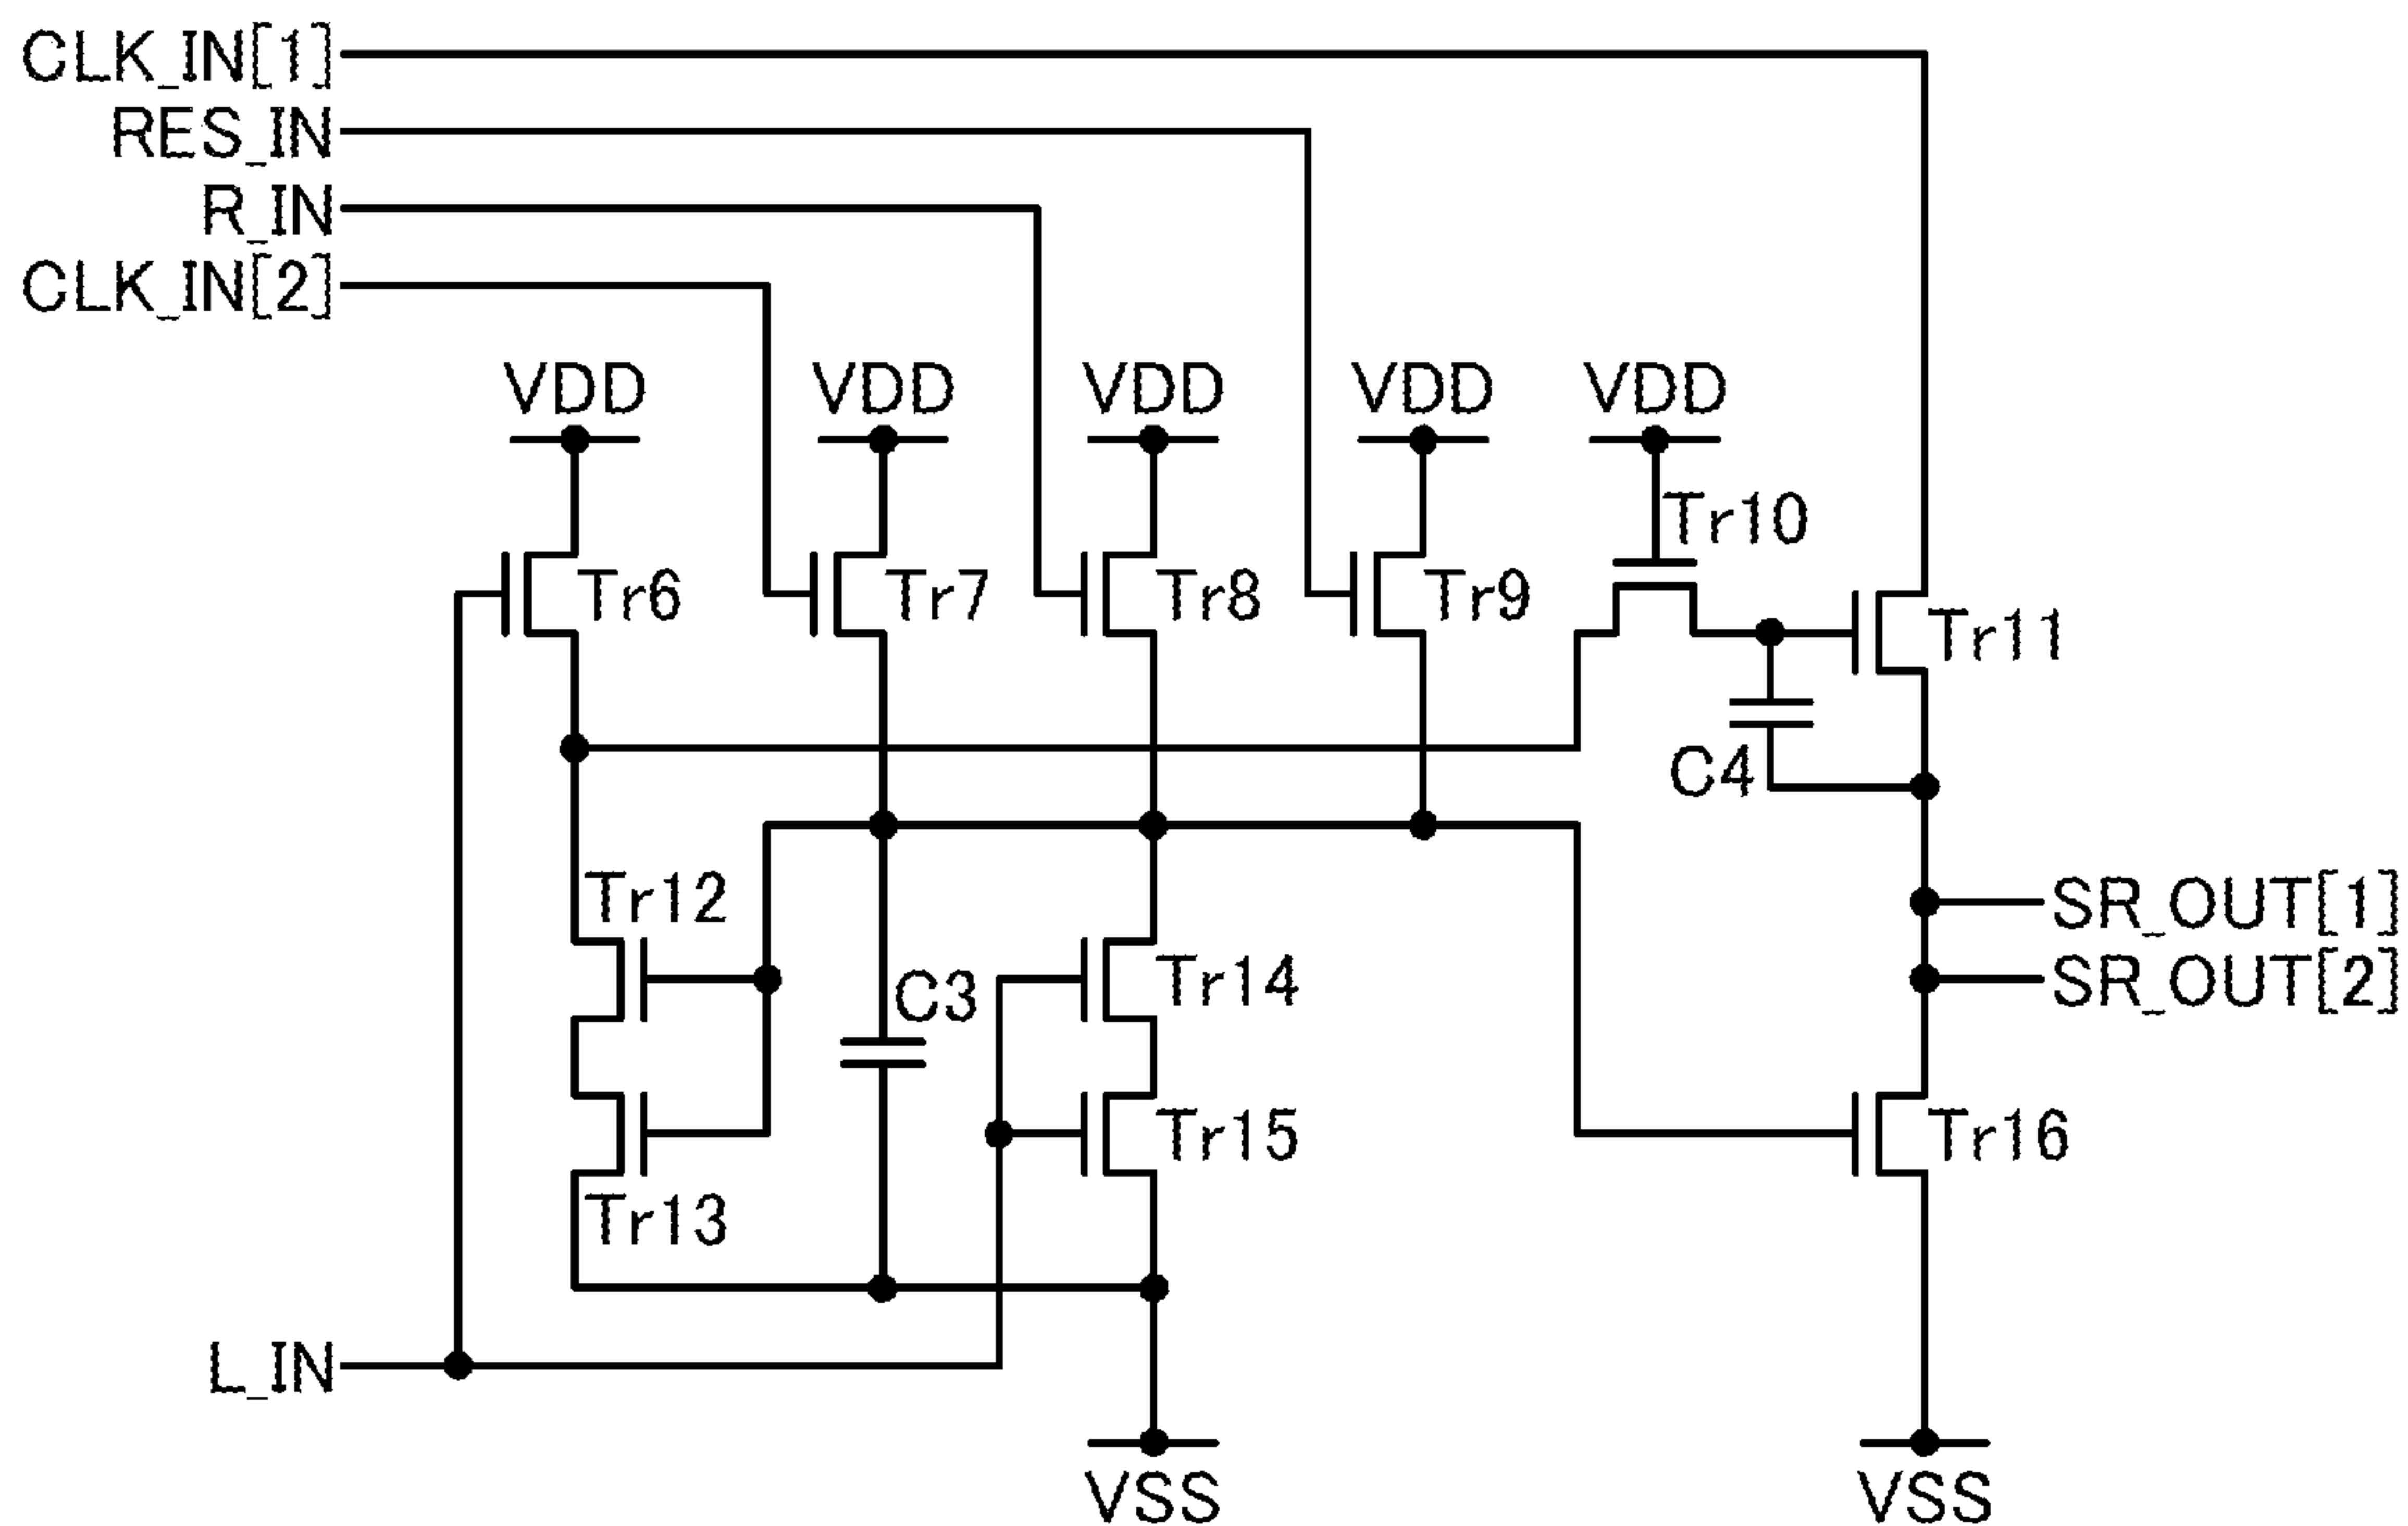 CLK_IN[1]
RES_IN
R_IN
CLK_IN[2]
VDD VDD VDD VDD VDD
Tr10
Tr6 Tr7 Tr8 Tr9 Tr11
C4
Tr12
SR_OUT[1]
C3 Tr14 SR_OUT[2]
Tr15 Tr16
Tr13
L_IN
VSS VSS